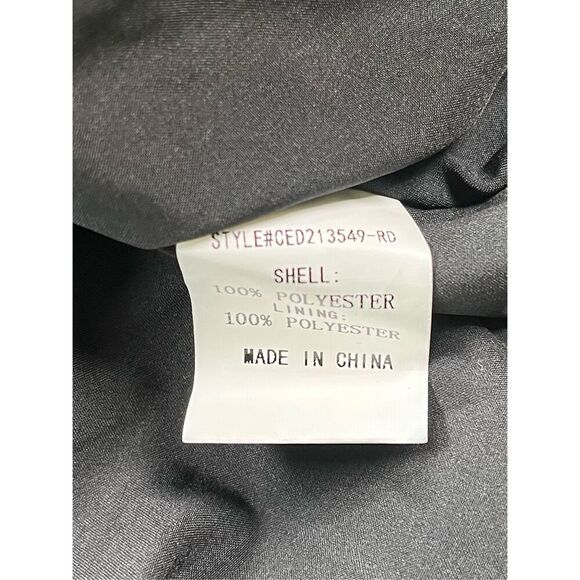 STYLE#CED213549-RD
SHELL:
100% POLYESTER
LINING:
100% POLYESTER
MADE IN CHINA